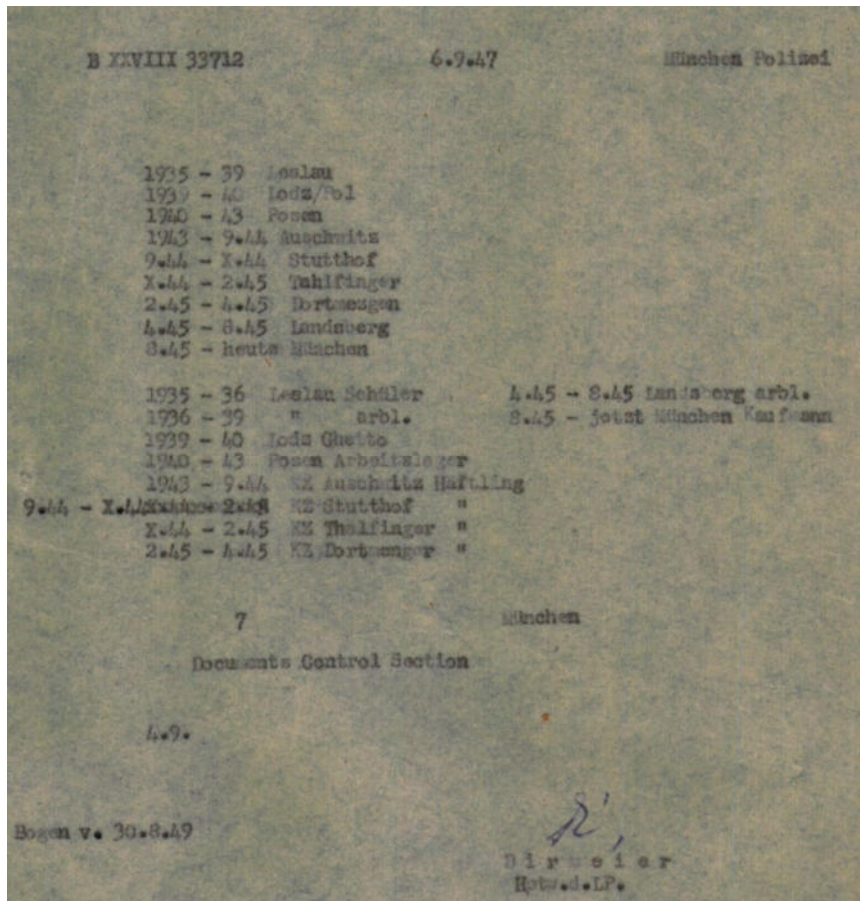 B XXVIII 33712 6.9.47 München Polizei
1935 - 39 Leslau
1939 - 40 Lodz/Pol
1940 - 43 Posen
1943 - 9.44 Auschwitz
9.44 - X.44 Stutthof
X.44 - 2.45 Tahlfinger
2.45 - 4.45 Dortmengen
4.45 - 8.45 Landsberg
8.45 - heute München
1935 - 36 Leslau Schüler 4.45 - 8.45 Landsberg arbl.
1936 - 39 " arbl. 8.45 - jetzt München Kaufmann
1939 - 40 Lodz Ghetto
1940 - 43 Posen Arbeitslager
1943 - 9.44 KZ Auschwitz Häftling
9.44 - X.44 KZ Stutthof "
X.44 - 2.45 KZ Thalfinger "
2.45 - 4.45 KZ Dortmenger "
7 München
Documents Control Section
4.9.
Bogen v. 30.8.49
Dirmeier
Hptw.d.LP.